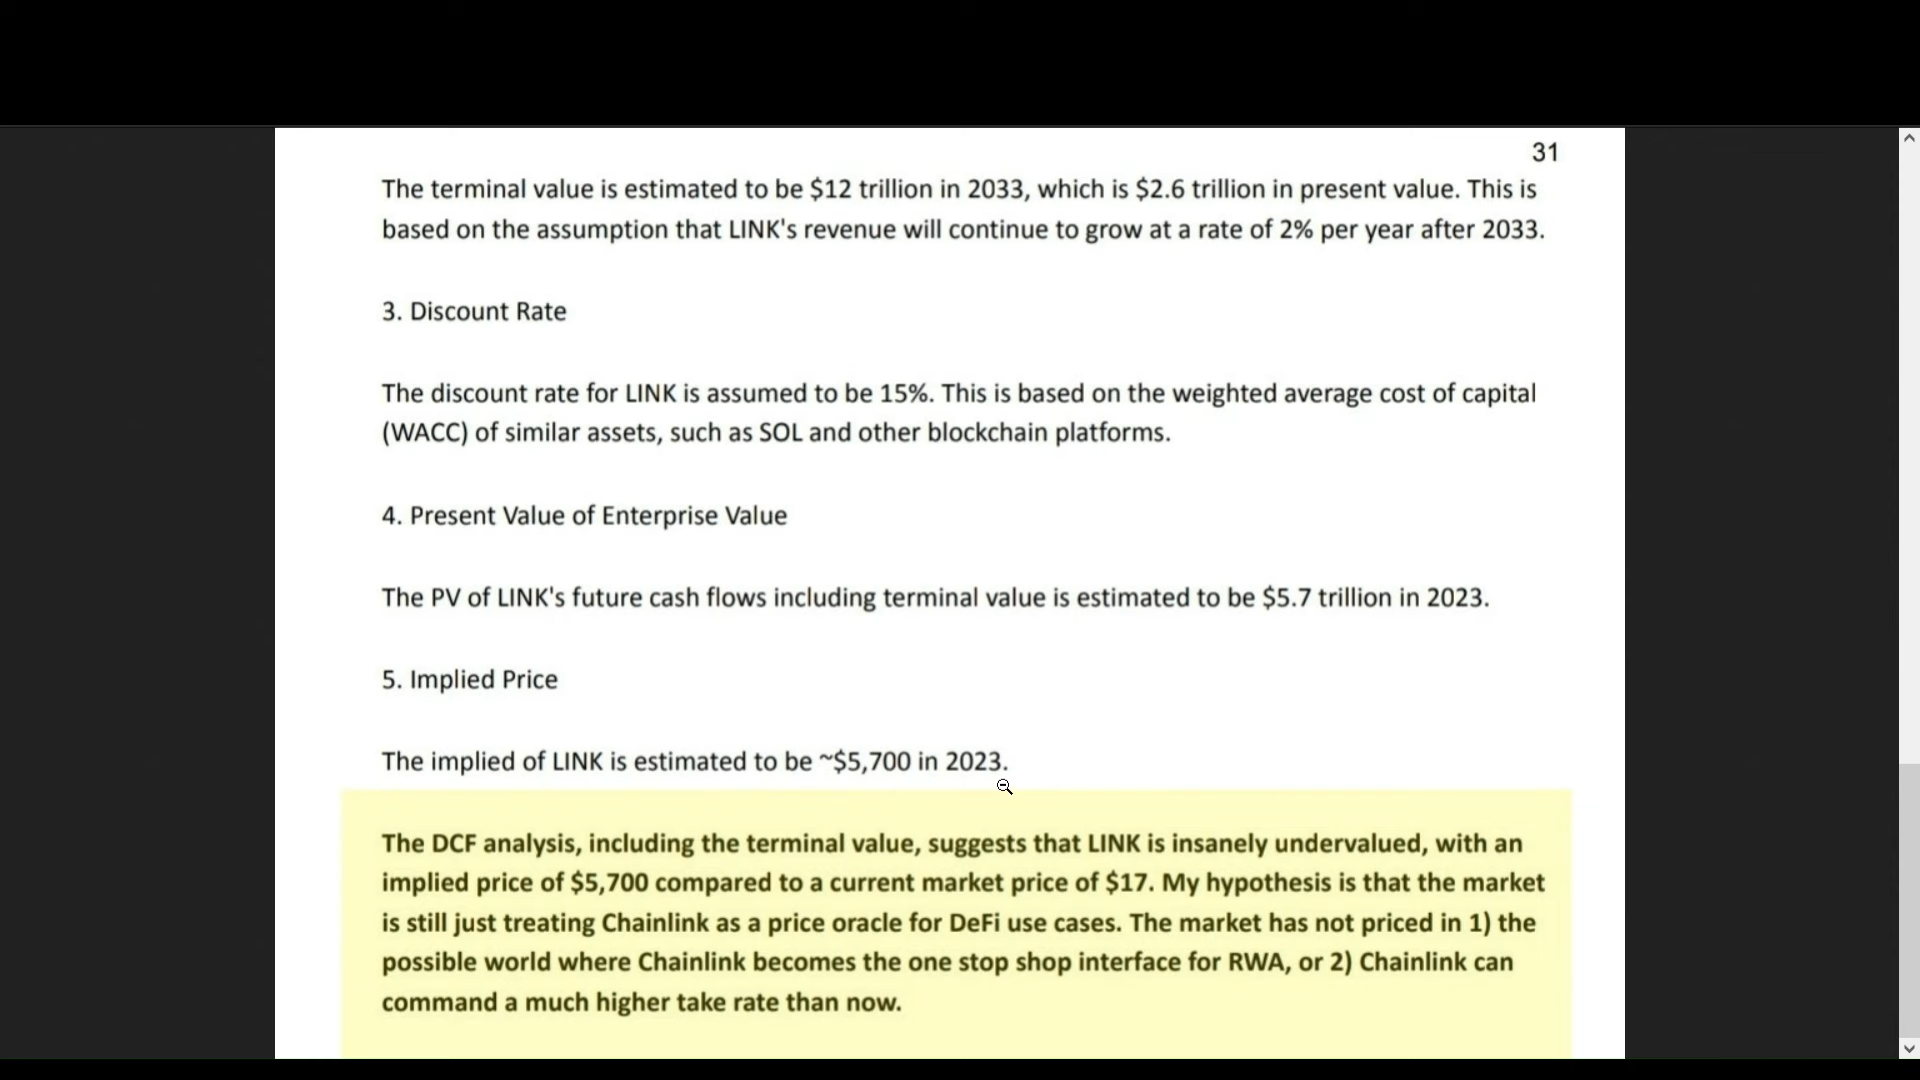 31
The terminal value is estimated to be $12 trillion in 2033, which is $2.6 trillion in present value. This is
based on the assumption that LINK's revenue will continue to grow at a rate of 2% per year after 2033.
3. Discount Rate
The discount rate for LINK is assumed to be 15%. This is based on the weighted average cost of capital
(WACC) of similar assets, such as SOL and other blockchain platforms.
4. Present Value of Enterprise Value
The PV of LINK's future cash flows including terminal value is estimated to be $5.7 trillion in 2023.
5. Implied Price
The implied of LINK is estimated to be ~$5,700 in 2023.
The DCF analysis, including the terminal value, suggests that LINK is insanely undervalued, with an
implied price of $5,700 compared to a current market price of $17. My hypothesis is that the market
is still just treating Chainlink as a price oracle for DeFi use cases. The market has not priced in 1) the
possible world where Chainlink becomes the one stop shop interface for RWA, or 2) Chainlink can
command a much higher take rate than now.